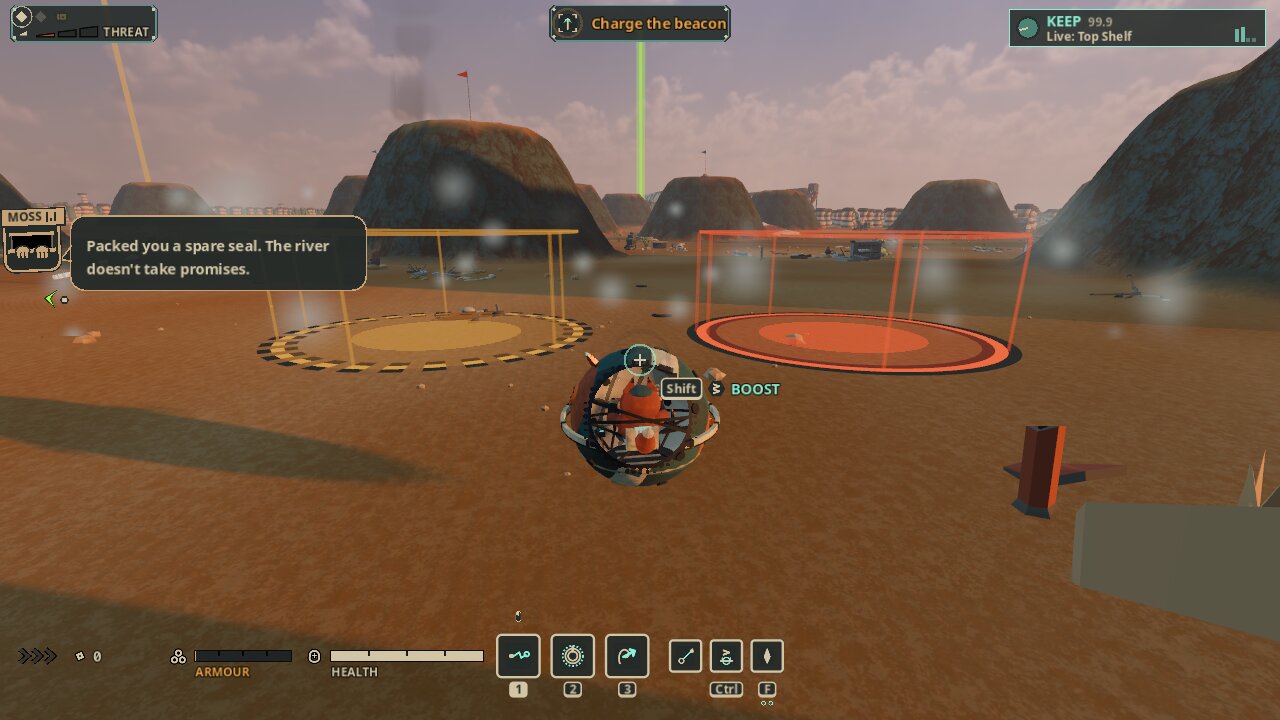 THREAT
Charge the beacon
KEEP 99.9
Live: Top Shelf
MOSS
Packed you a spare seal. The river
doesn't take promises.
Shift
BOOST
0
ARMOUR
HEALTH
1
2
3
Ctrl
F